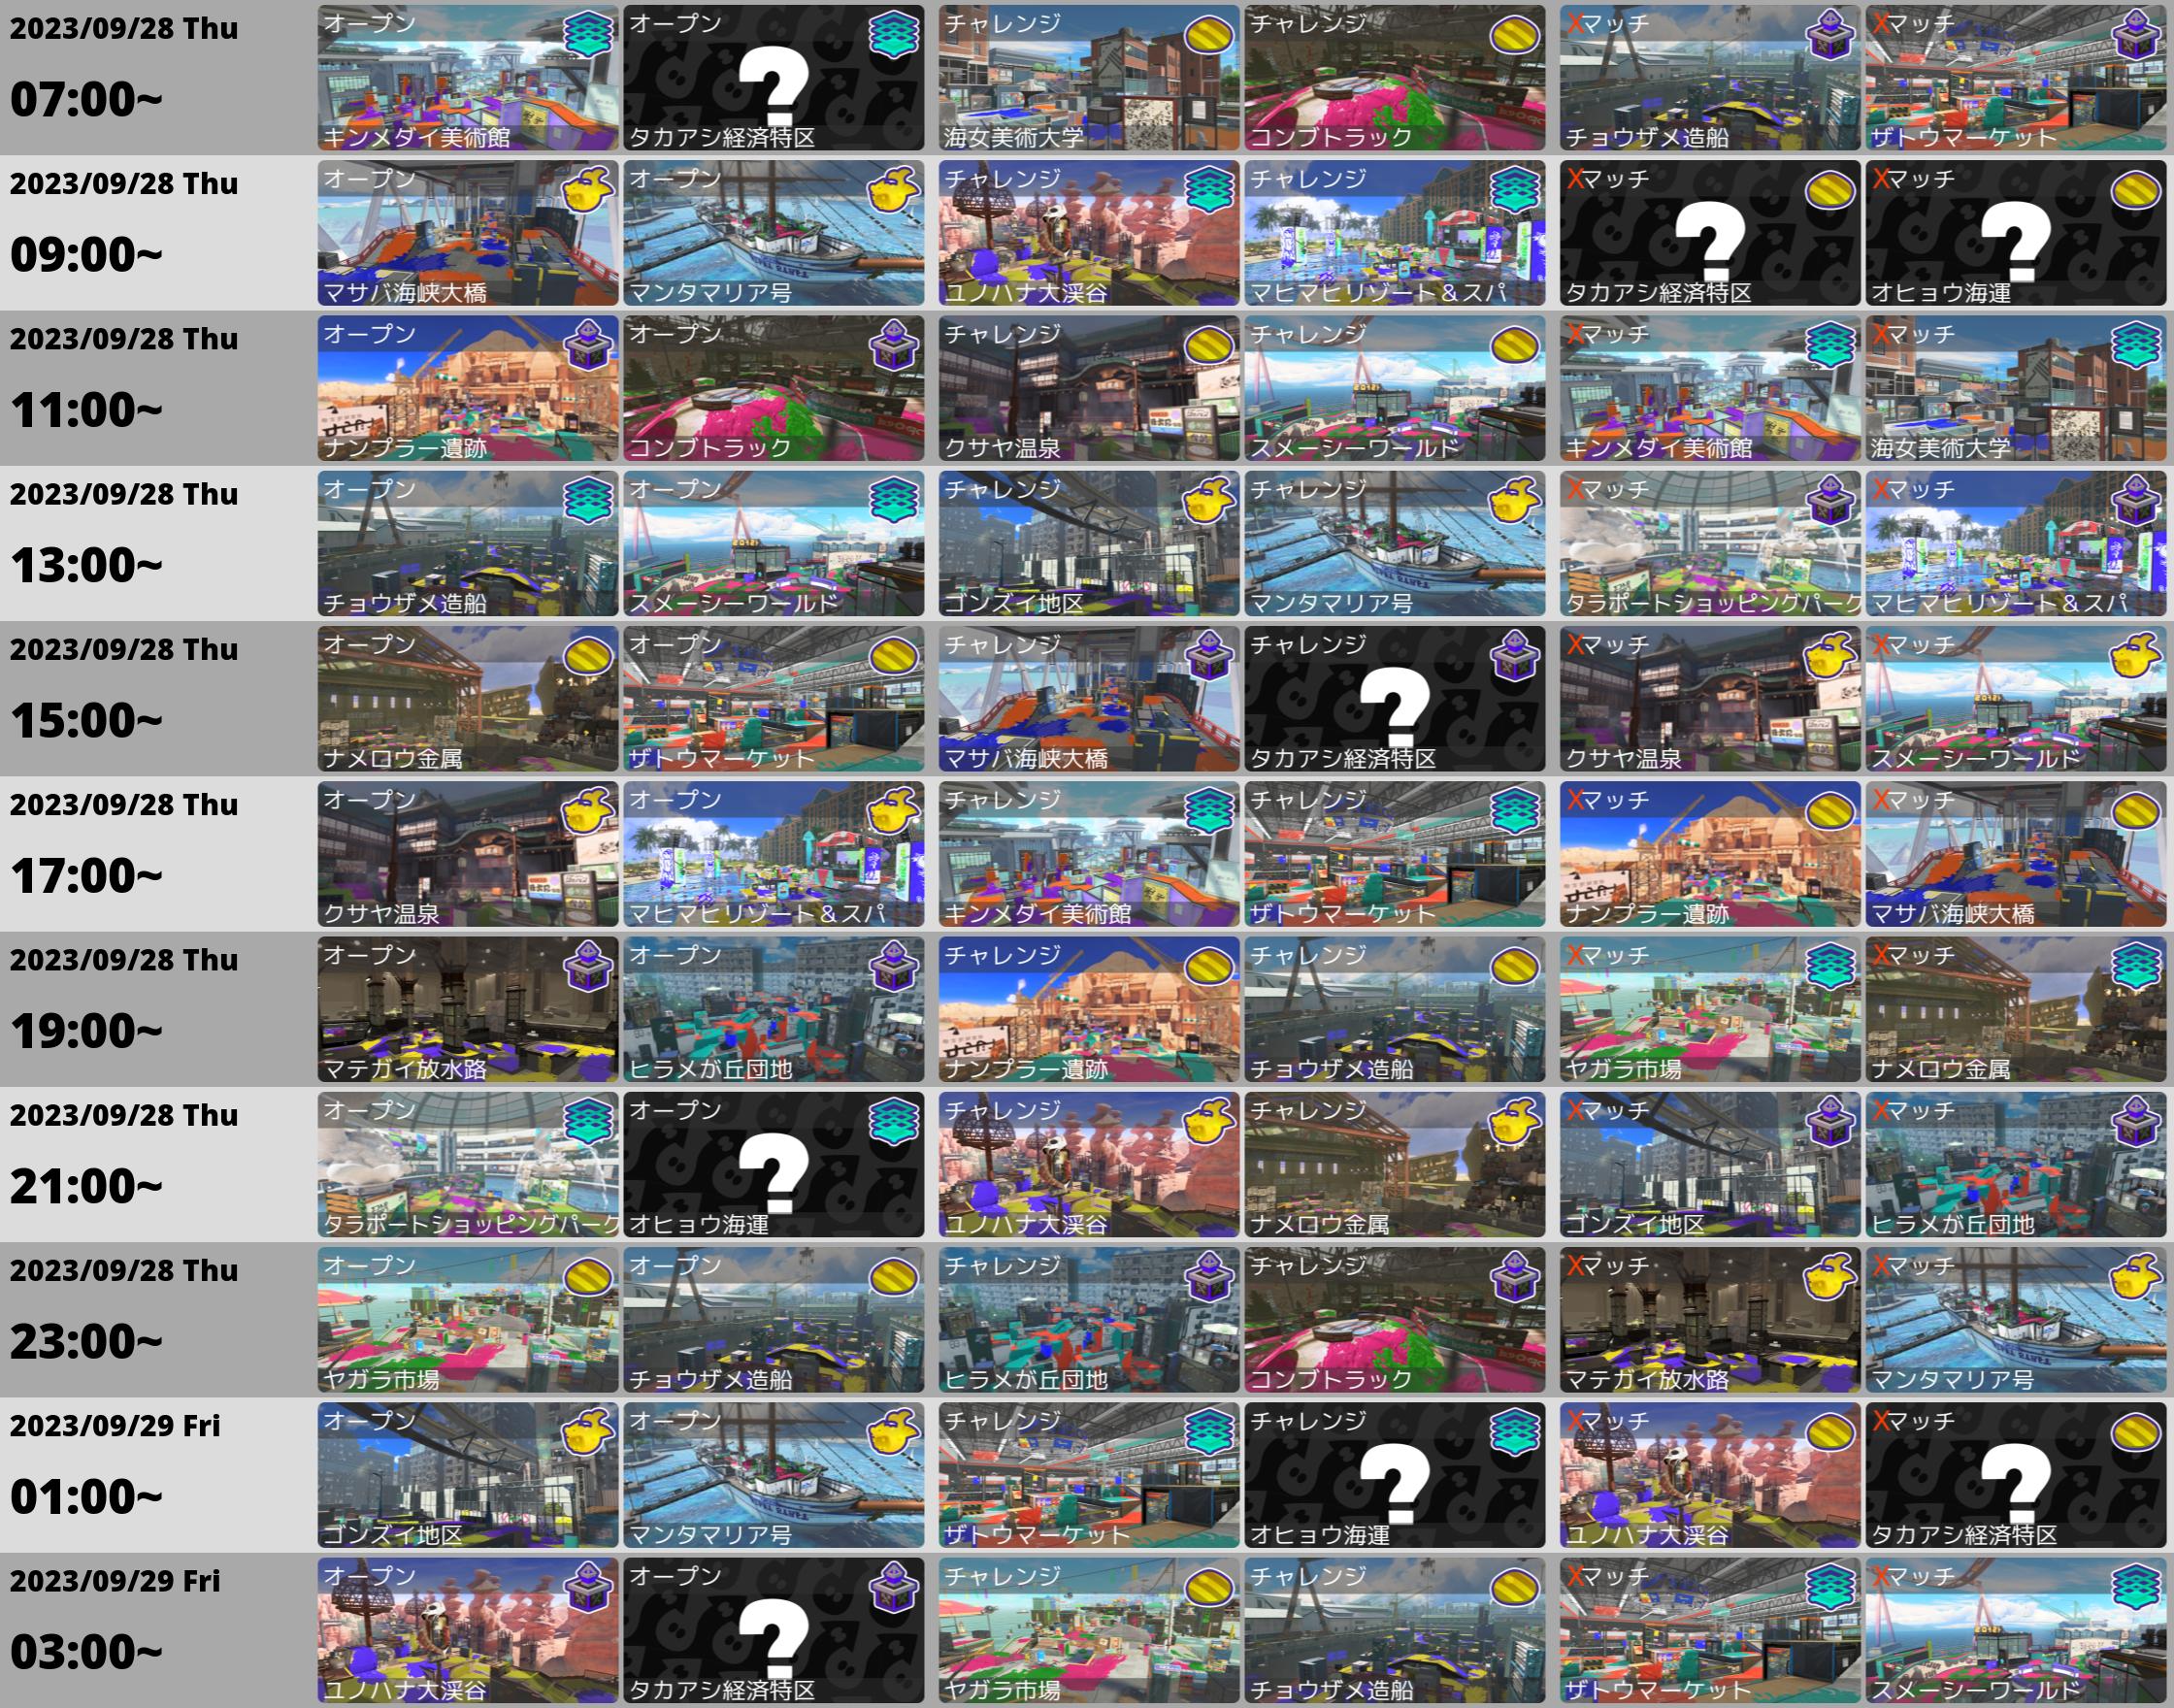 2023/09/28 Thu
07:00~
オープン
キンメダイ美術館
オープン
タカアシ経済特区
チャレンジ
海女美術大学
チャレンジ
コンブトラック
Xマッチ
チョウザメ造船
Xマッチ
ザトウマーケット
2023/09/28 Thu
09:00~
オープン
マサバ海峡大橋
オープン
マンタマリア号
チャレンジ
ユノハナ大渓谷
チャレンジ
マヒマヒリゾート&スパ
Xマッチ
タカアシ経済特区
Xマッチ
オヒョウ海運
2023/09/28 Thu
11:00~
オープン
ナンプラー遺跡
オープン
コンブトラック
チャレンジ
クサヤ温泉
チャレンジ
スメーシーワールド
Xマッチ
キンメダイ美術館
Xマッチ
海女美術大学
2023/09/28 Thu
13:00~
オープン
チョウザメ造船
オープン
スメーシーワールド
チャレンジ
ゴンズイ地区
チャレンジ
マンタマリア号
Xマッチ
タラポートショッピングパーク
Xマッチ
マヒマヒリゾート&スパ
2023/09/28 Thu
15:00~
オープン
ナメロウ金属
オープン
ザトウマーケット
チャレンジ
マサバ海峡大橋
チャレンジ
タカアシ経済特区
Xマッチ
クサヤ温泉
Xマッチ
スメーシーワールド
2023/09/28 Thu
17:00~
オープン
クサヤ温泉
オープン
マヒマヒリゾート&スパ
チャレンジ
キンメダイ美術館
チャレンジ
ザトウマーケット
Xマッチ
ナンプラー遺跡
Xマッチ
マサバ海峡大橋
2023/09/28 Thu
19:00~
オープン
マテガイ放水路
オープン
ヒラメが丘団地
チャレンジ
ナンプラー遺跡
チャレンジ
チョウザメ造船
Xマッチ
ヤガラ市場
Xマッチ
ナメロウ金属
2023/09/28 Thu
21:00~
オープン
タラポートショッピングパーク
オープン
オヒョウ海運
チャレンジ
ユノハナ大渓谷
チャレンジ
ナメロウ金属
Xマッチ
ゴンズイ地区
Xマッチ
ヒラメが丘団地
2023/09/28 Thu
23:00~
オープン
ヤガラ市場
オープン
チョウザメ造船
チャレンジ
ヒラメが丘団地
チャレンジ
コンブトラック
Xマッチ
マテガイ放水路
Xマッチ
マンタマリア号
2023/09/29 Fri
01:00~
オープン
ゴンズイ地区
オープン
マンタマリア号
チャレンジ
ザトウマーケット
チャレンジ
オヒョウ海運
Xマッチ
ユノハナ大渓谷
Xマッチ
タカアシ経済特区
2023/09/29 Fri
03:00~
オープン
ユノハナ大渓谷
オープン
タカアシ経済特区
チャレンジ
ヤガラ市場
チャレンジ
チョウザメ造船
Xマッチ
ザトウマーケット
Xマッチ
スメーシーワールド